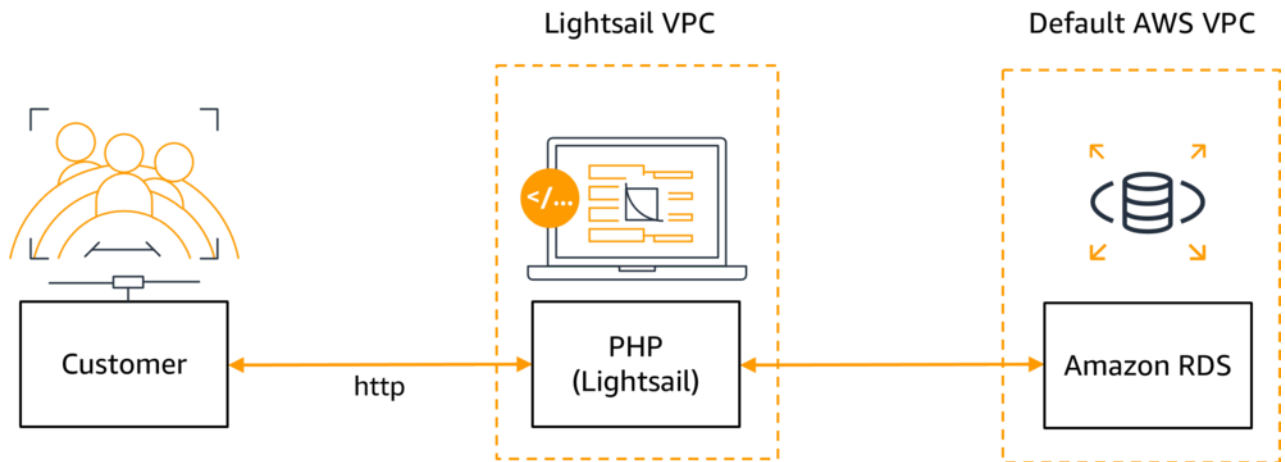 Lightsail VPC
Default AWS VPC
</...
Customer
http
PHP
(Lightsail)
Amazon RDS